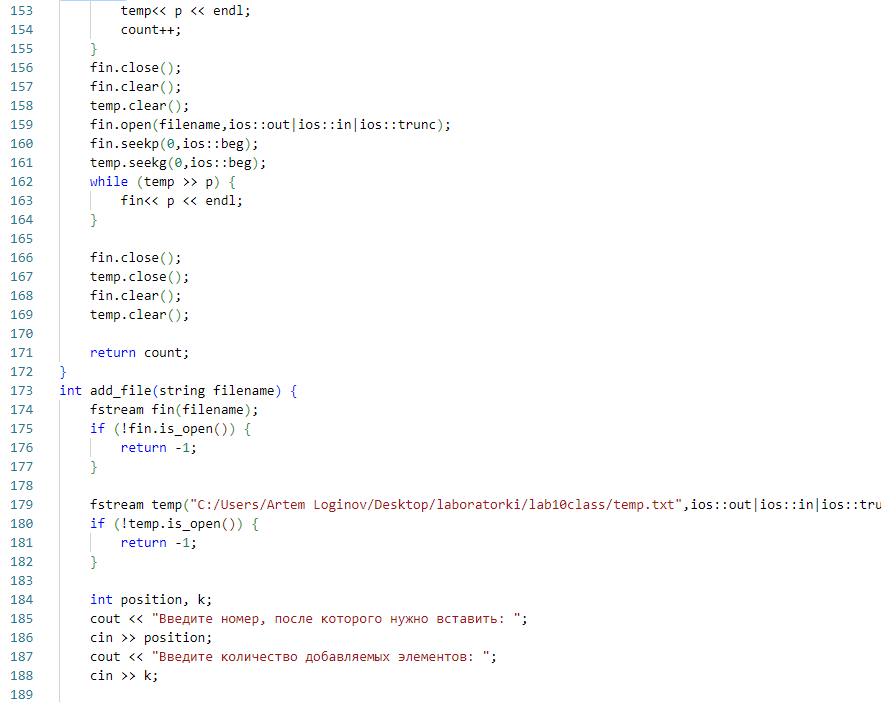 153 temp<< p << endl;
154 count++;
155 }
156 fin.close();
157 fin.clear();
158 temp.clear();
159 fin.open(filename,ios::out|ios::in|ios::trunc);
160 fin.seekp(0,ios::beg);
161 temp.seekg(0,ios::beg);
162 while (temp >> p) {
163 fin<< p << endl;
164 }
165
166 fin.close();
167 temp.close();
168 fin.clear();
169 temp.clear();
170
171 return count;
172 }
173 int add_file(string filename) {
174 fstream fin(filename);
175 if (!fin.is_open()) {
176 return -1;
177 }
178
179 fstream temp("C:/Users/Artem Loginov/Desktop/laboratorki/lab10class/temp.txt",ios::out|ios::in|ios::tru
180 if (!temp.is_open()) {
181 return -1;
182 }
183
184 int position, k;
185 cout << "Введите номер, после которого нужно вставить: ";
186 cin >> position;
187 cout << "Введите количество добавляемых элементов: ";
188 cin >> k;
189